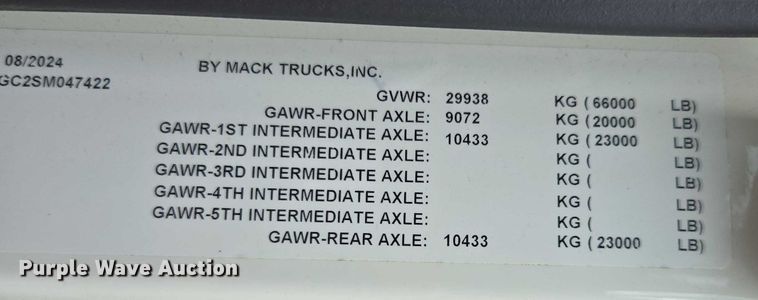 08/2024 BY MACK TRUCKS,INC.
GC2SM047422
GVWR: 29938 KG ( 66000 LB)
GAWR-FRONT AXLE: 9072 KG ( 20000 LB)
GAWR-1ST INTERMEDIATE AXLE: 10433 KG ( 23000 LB)
GAWR-2ND INTERMEDIATE AXLE: KG ( LB)
GAWR-3RD INTERMEDIATE AXLE: KG ( LB)
GAWR-4TH INTERMEDIATE AXLE: KG ( LB)
GAWR-5TH INTERMEDIATE AXLE: KG ( LB)
GAWR-REAR AXLE: 10433 KG ( 23000 LB)
Purple Wave Auction